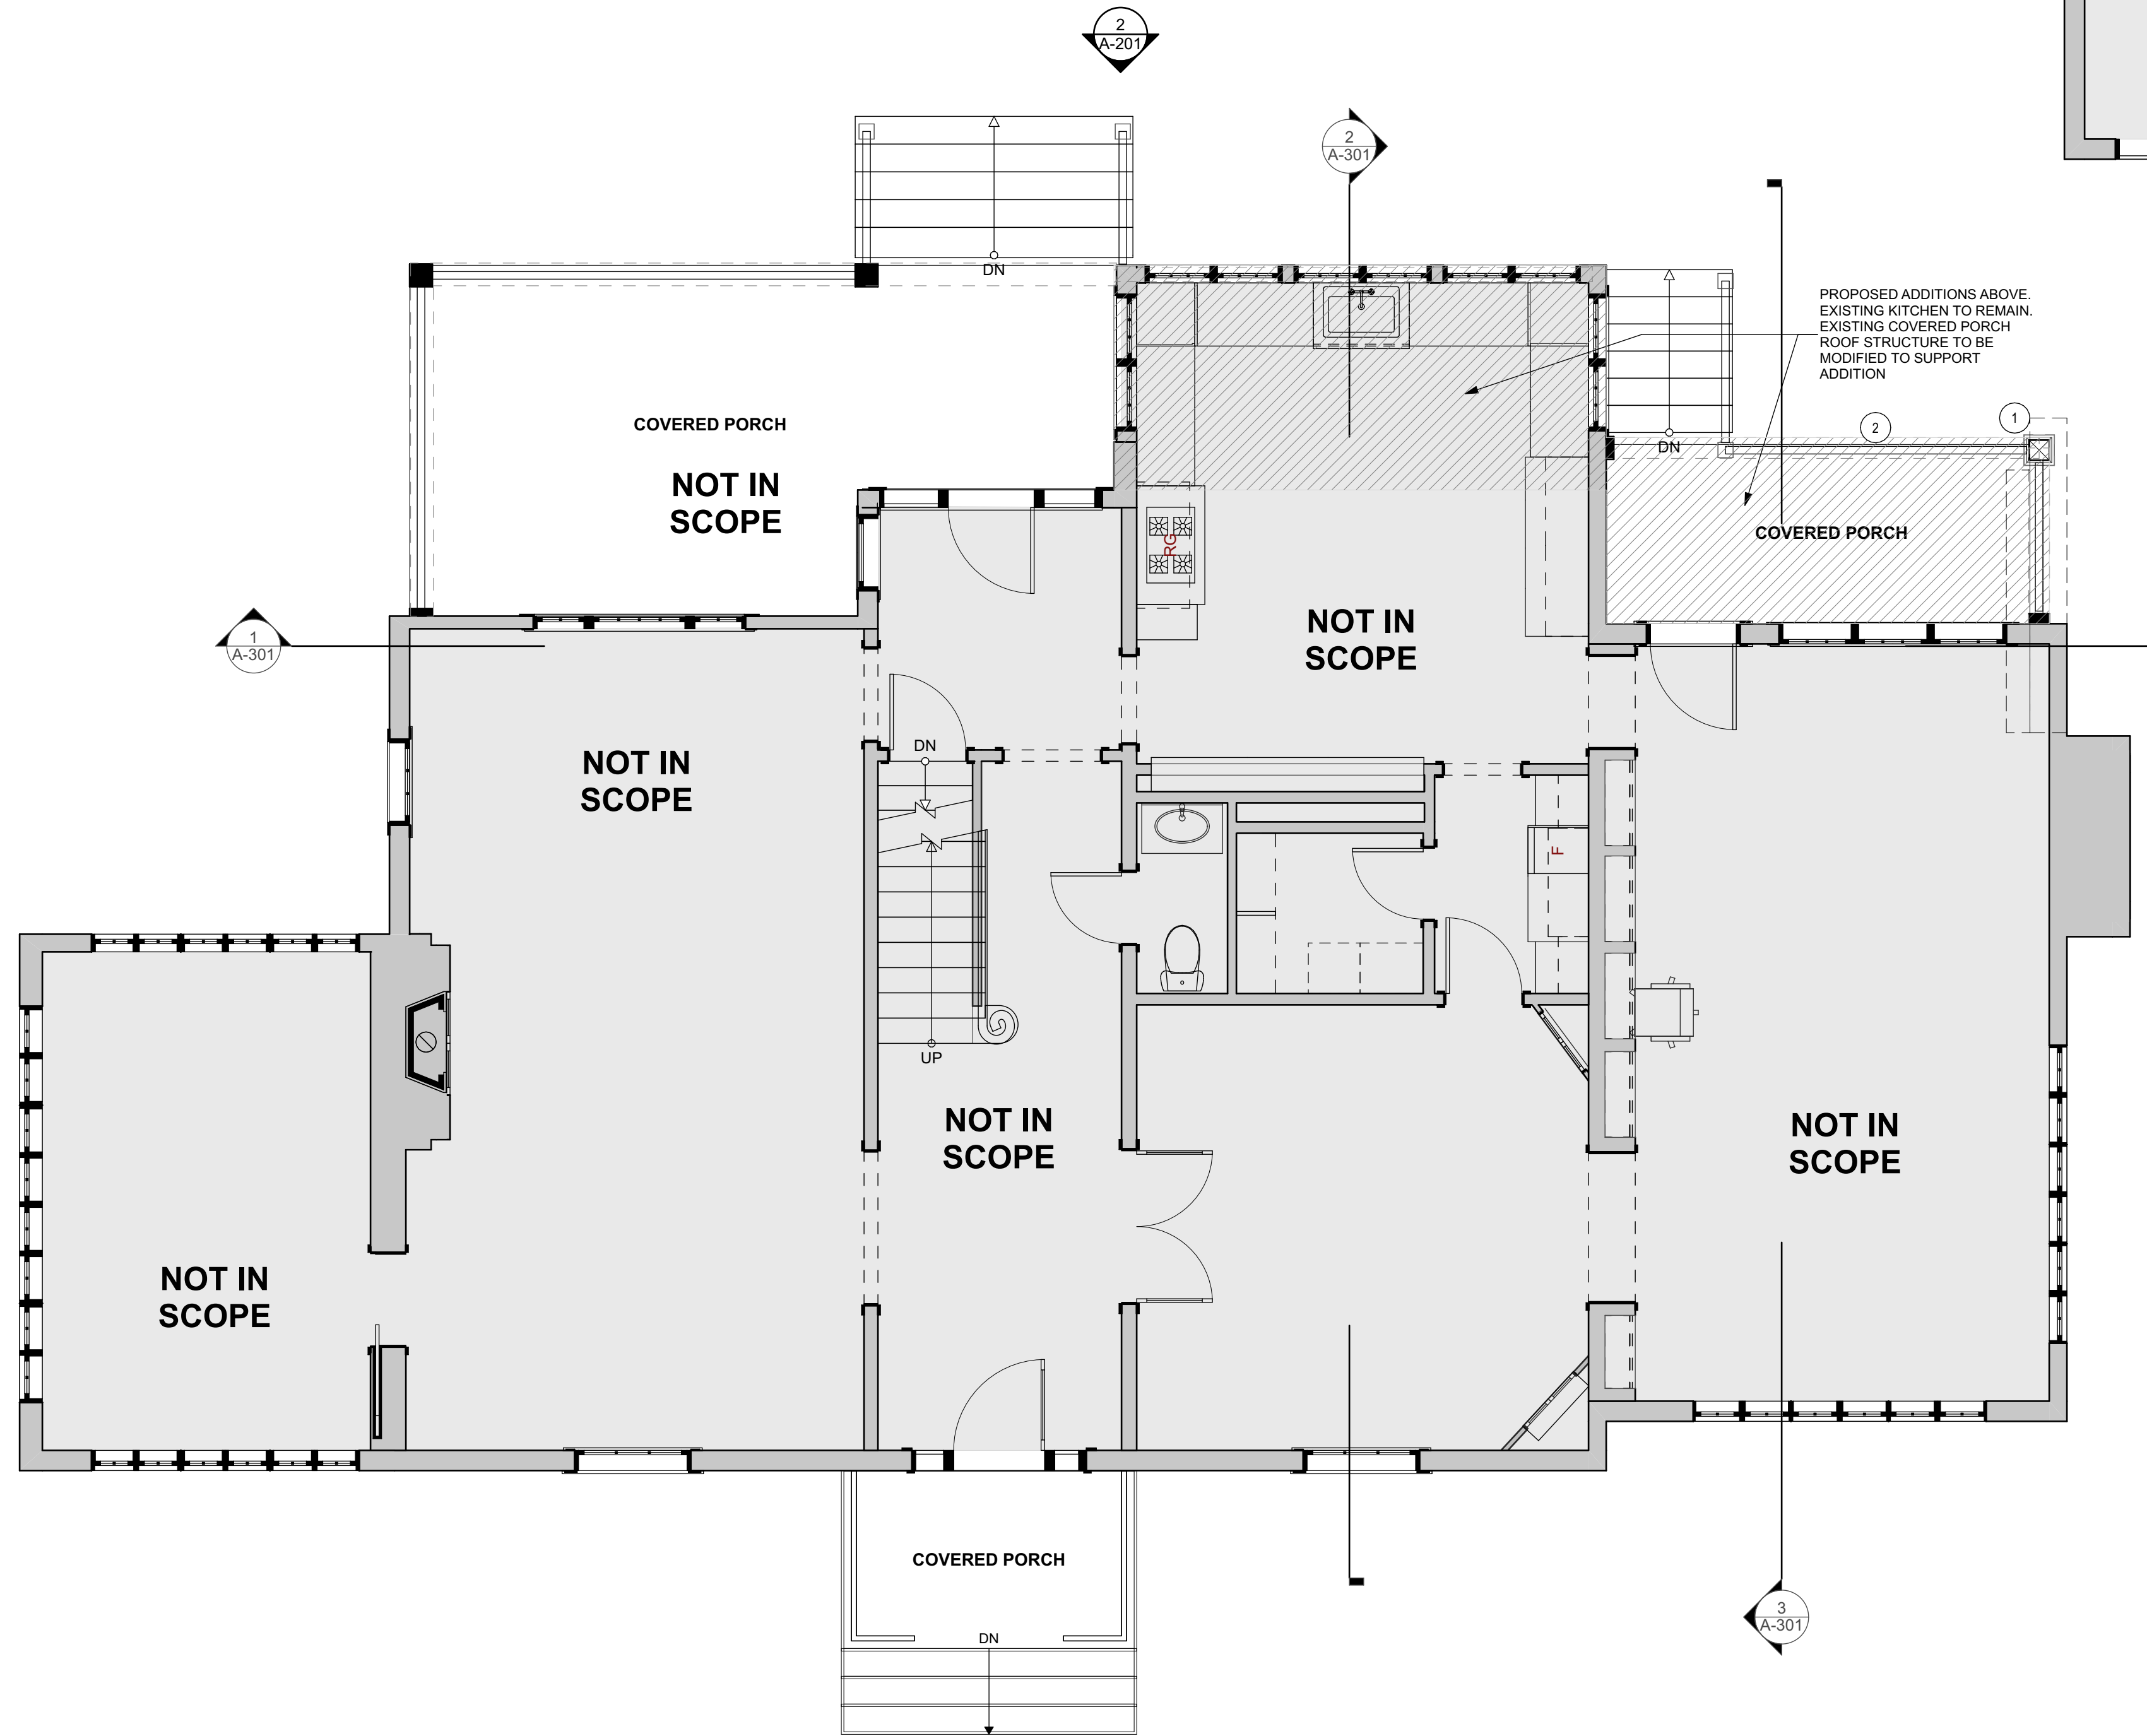 2
A-201
2
A-301
DN
PROPOSED ADDITIONS ABOVE.
EXISTING KITCHEN TO REMAIN.
EXISTING COVERED PORCH
ROOF STRUCTURE TO BE
MODIFIED TO SUPPORT
ADDITION
COVERED PORCH
NOT IN
SCOPE
DN
2
1
RG
COVERED PORCH
NOT IN
SCOPE
1
A-301
NOT IN
SCOPE
DN
F
UP
NOT IN
SCOPE
NOT IN
SCOPE
NOT IN
SCOPE
COVERED PORCH
DN
3
A-301